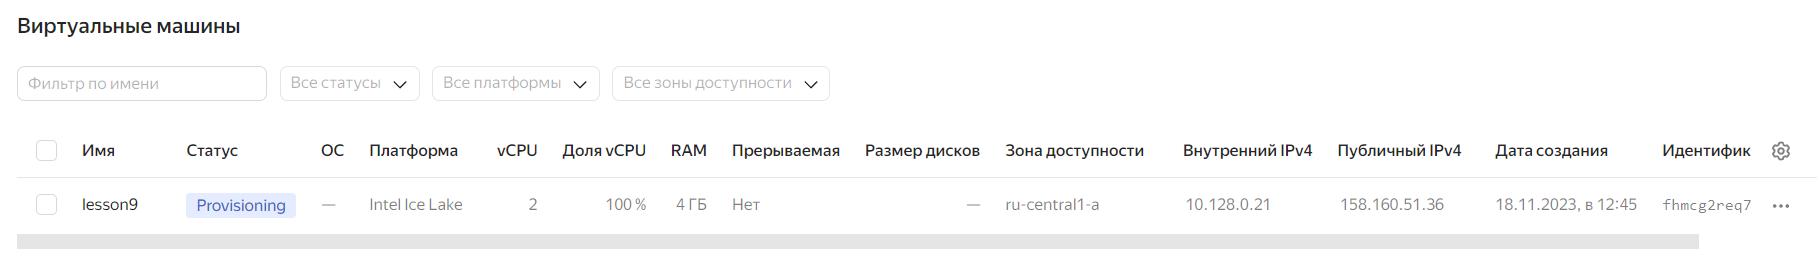 Виртуальные машины
Фильтр по имени Все статусы Все платформы Все зоны доступности
Имя Статус ОС Платформа vCPU Доля vCPU RAM Прерываемая Размер дисков Зона доступности Внутренний IPv4 Публичный IPv4 Дата создания Идентифик
lesson9 Provisioning — Intel Ice Lake 2 100 % 4 ГБ Нет — ru-central1-a 10.128.0.21 158.160.51.36 18.11.2023, в 12:45 fhmcg2req7